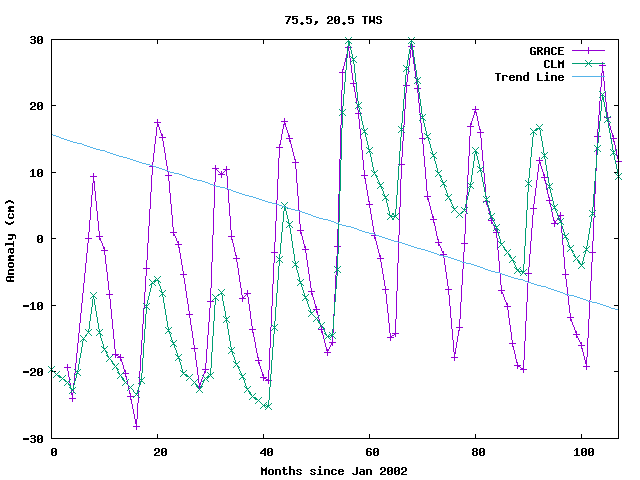 75.5, 20.5 TWS
GRACE
CLM
Trend Line
30
20
10
0
-10
-20
-30
Anomaly (cm)
0 20 40 60 80 100
Months since Jan 2002